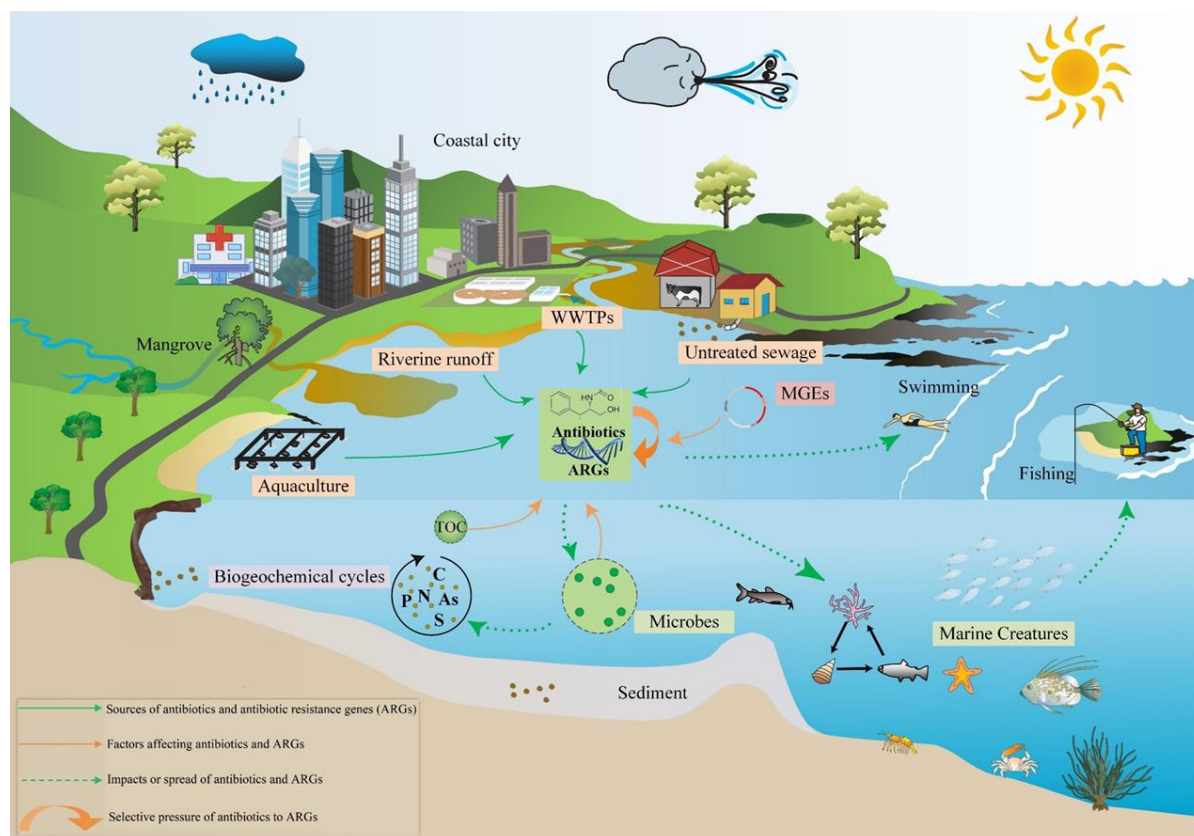 Coastal city
WWTPs
Mangrove
Riverine runoff
Untreated sewage
MGEs
Swimming
HN
O
OH
Antibiotics
ARGs
Aquaculture
Fishing
TOC
Biogeochemical cycles
C
P N As
S
Microbes
Marine Creatures
Sediment
Sources of antibiotics and antibiotic resistance genes (ARGs)
Factors affecting antibiotics and ARGs
Impacts or spread of antibiotics and ARGs
Selective pressure of antibiotics to ARGs